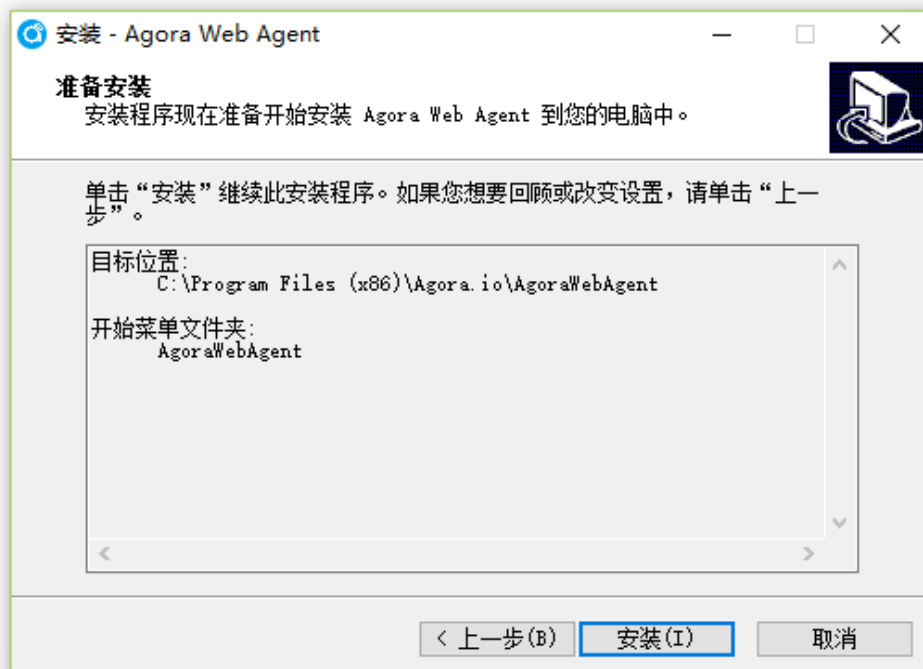 安装 - Agora Web Agent
准备安装
安装程序现在准备开始安装 Agora Web Agent 到您的电脑中。
单击“安装”继续此安装程序。如果您想要回顾或改变设置，请单击“上一
步”。
目标位置:
C:\Program Files (x86)\Agora.io\AgoraWebAgent
开始菜单文件夹:
AgoraWebAgent
< 上一步(B) 安装(I) 取消